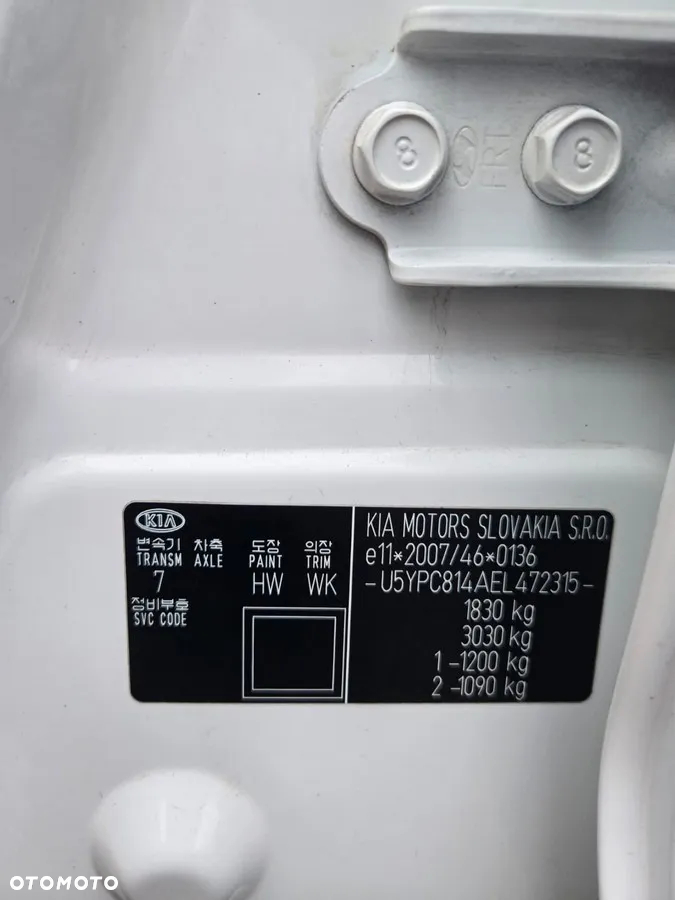 8
8
FRT
KIA
변속기 차축 도장 의장
TRANSM AXLE PAINT TRIM
7 HW WK
정비부호
SVC CODE
KIA MOTORS SLOVAKIA S.R.O.
e11*2007/46*0136
-U5YPC814AEL472315-
1830 kg
3030 kg
1-1200 kg
2-1090 kg
OTOMOTO